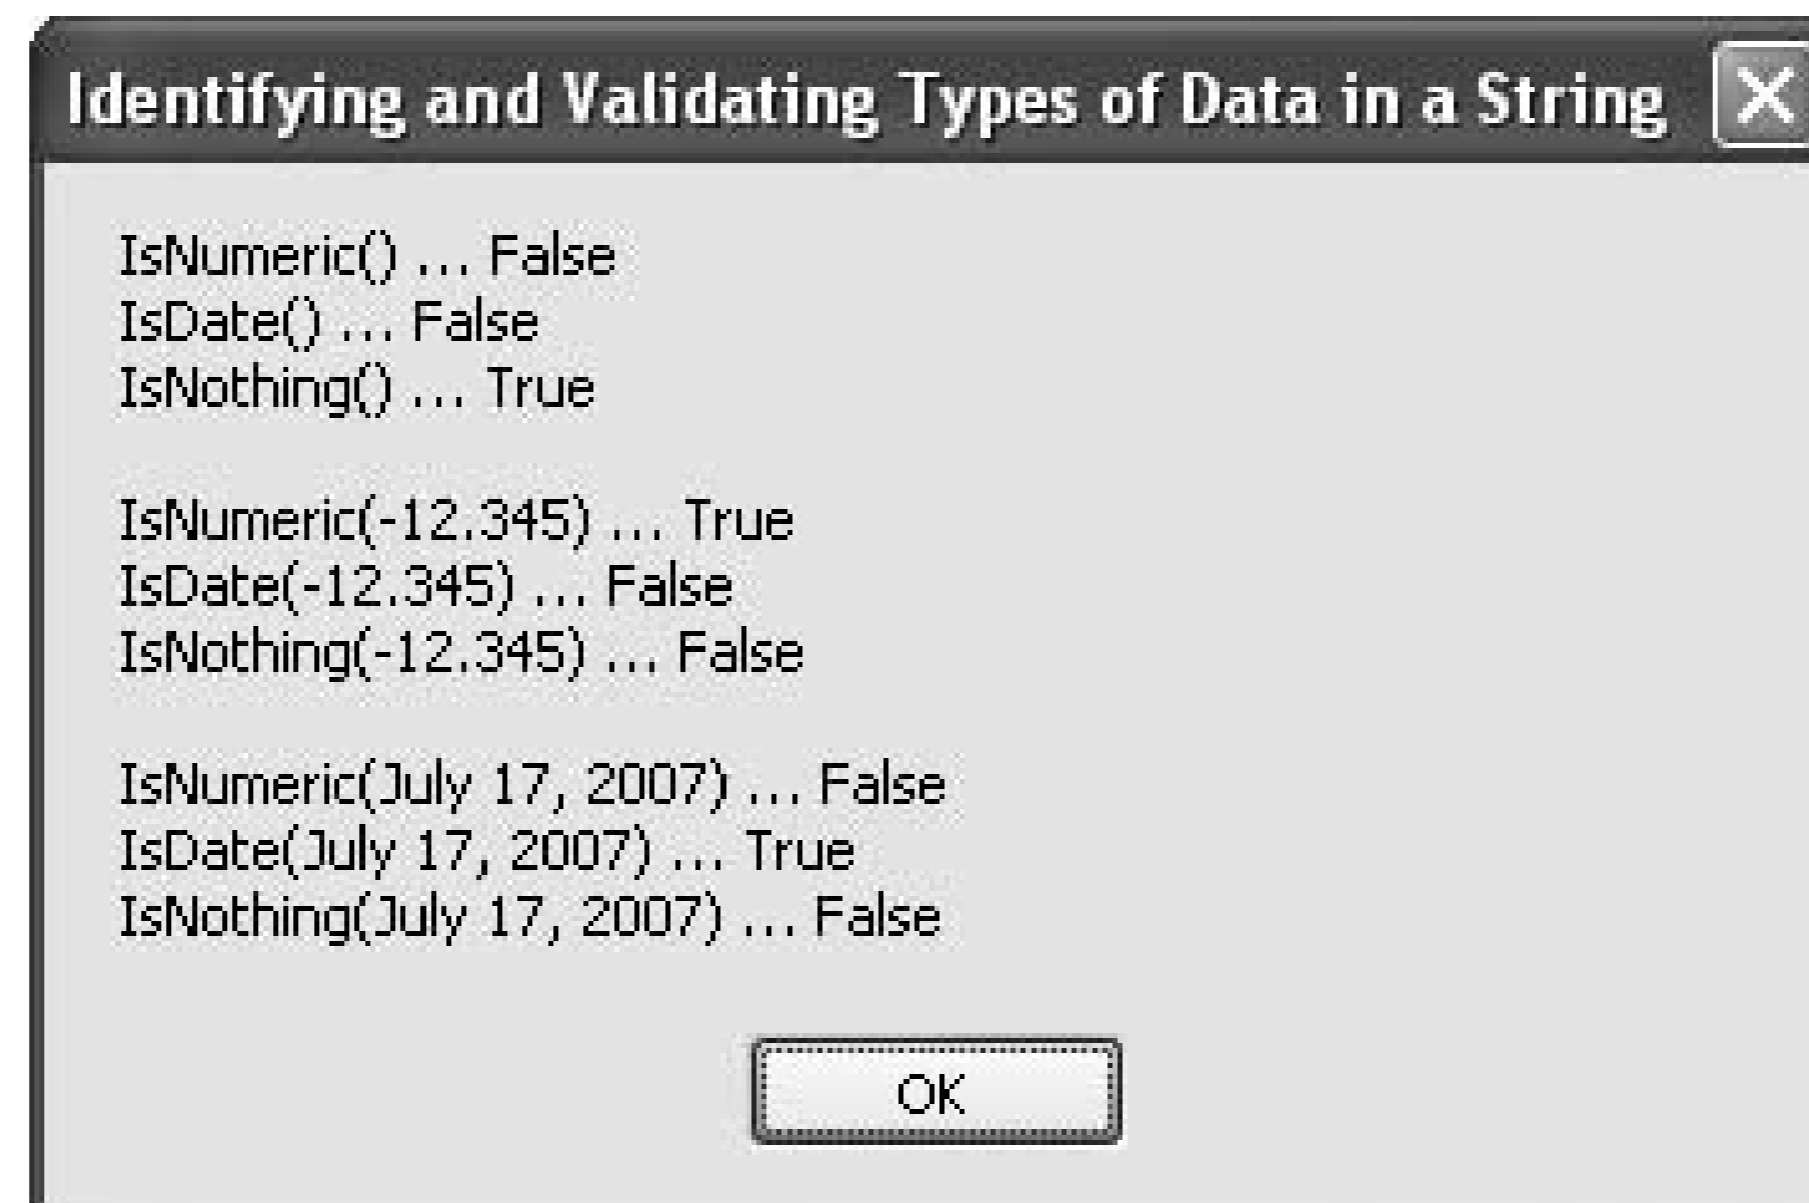 Identifying and Validating Types of Data in a String
IsNumeric() ... False
IsDate() ... False
IsNothing() ... True
IsNumeric(-12.345) ... True
IsDate(-12.345) ... False
IsNothing(-12.345) ... False
IsNumeric(July 17, 2007) ... False
IsDate(July 17, 2007) ... True
IsNothing(July 17, 2007) ... False
OK